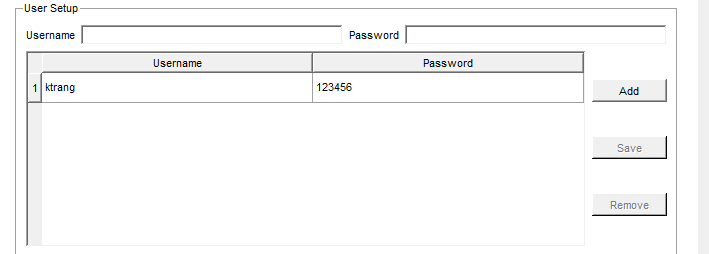 User Setup
Username Password
Username Password
1 ktrang 123456
Add
Save
Remove